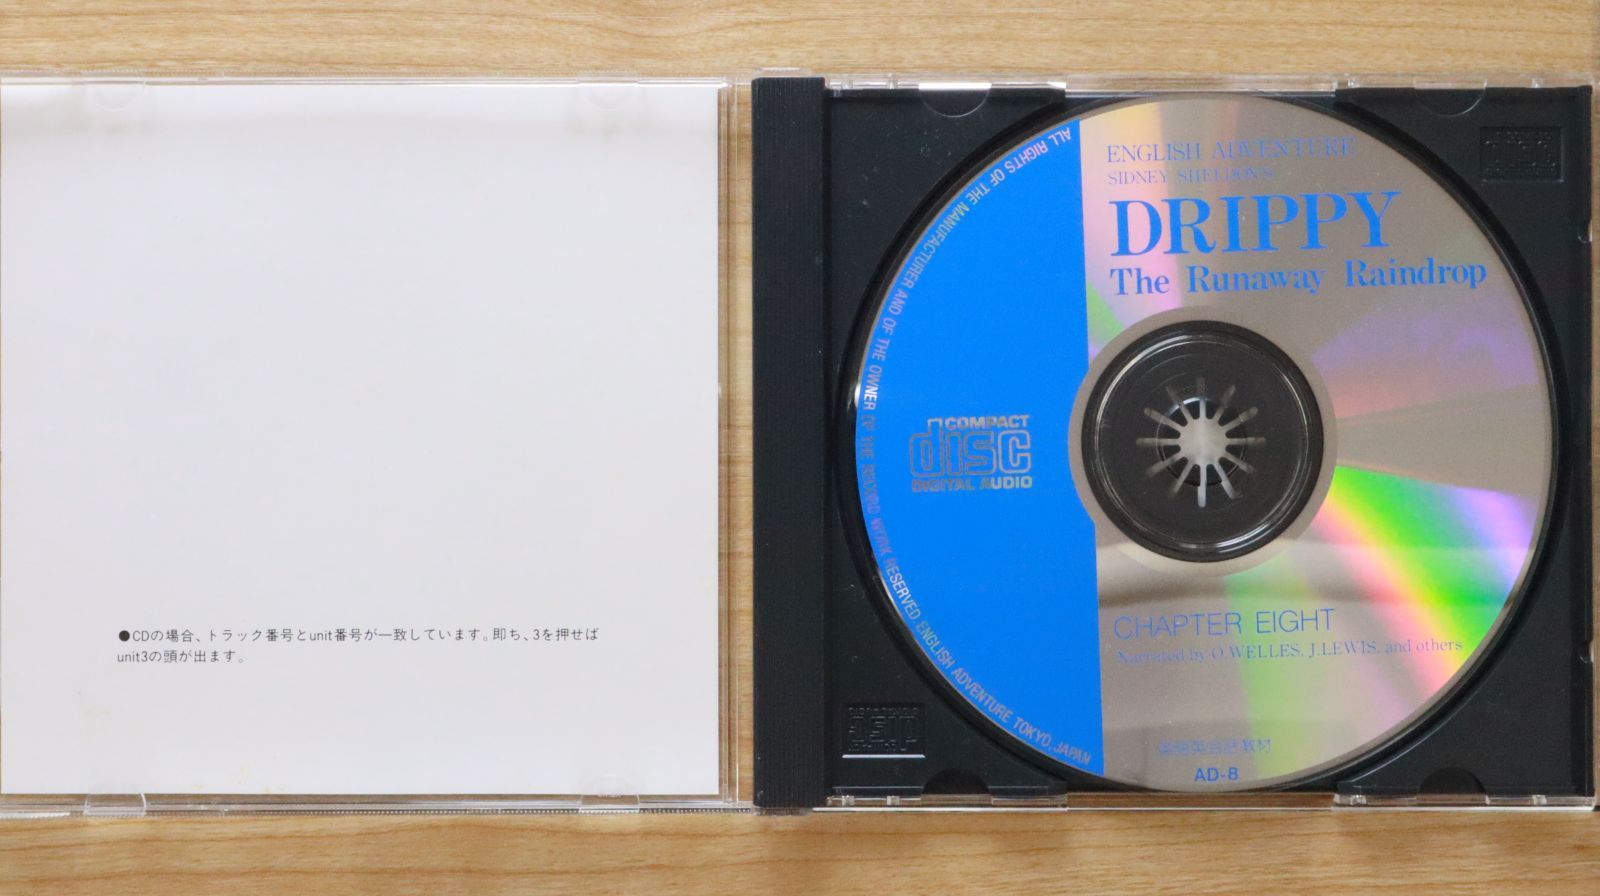 ●CDの場合、トラック番号とunit番号が一致しています。即ち、3を押せば
unit3の頭が出ます。
ENGLISH ADVENTURE
SIDNEY SHELDON'S
DRIPPY
The Runaway Raindrop
COMPACT
disc
DIGITAL AUDIO
ALL RIGHTS OF THE MANUFACTURER AND OF THE OWNER OF THE RECORD WORK RESERVED. ENGLISH ADVENTURE TOKYO, JAPAN
CHAPTER EIGHT
Narrated by O.WELLES, J.LEWIS, and others
教材
AD-8